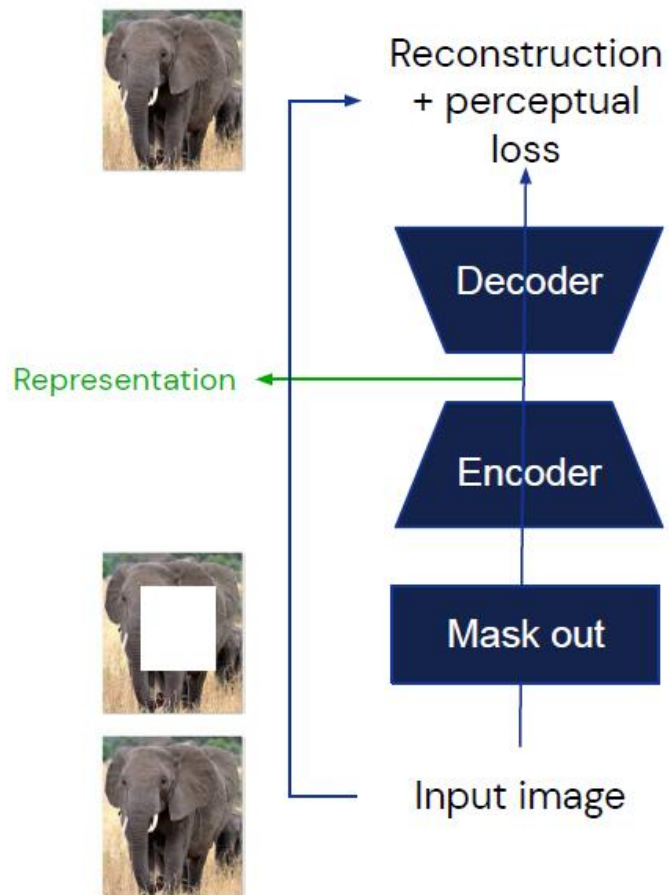 Reconstruction
+ perceptual
loss
Decoder
Representation
Encoder
Mask out
Input image